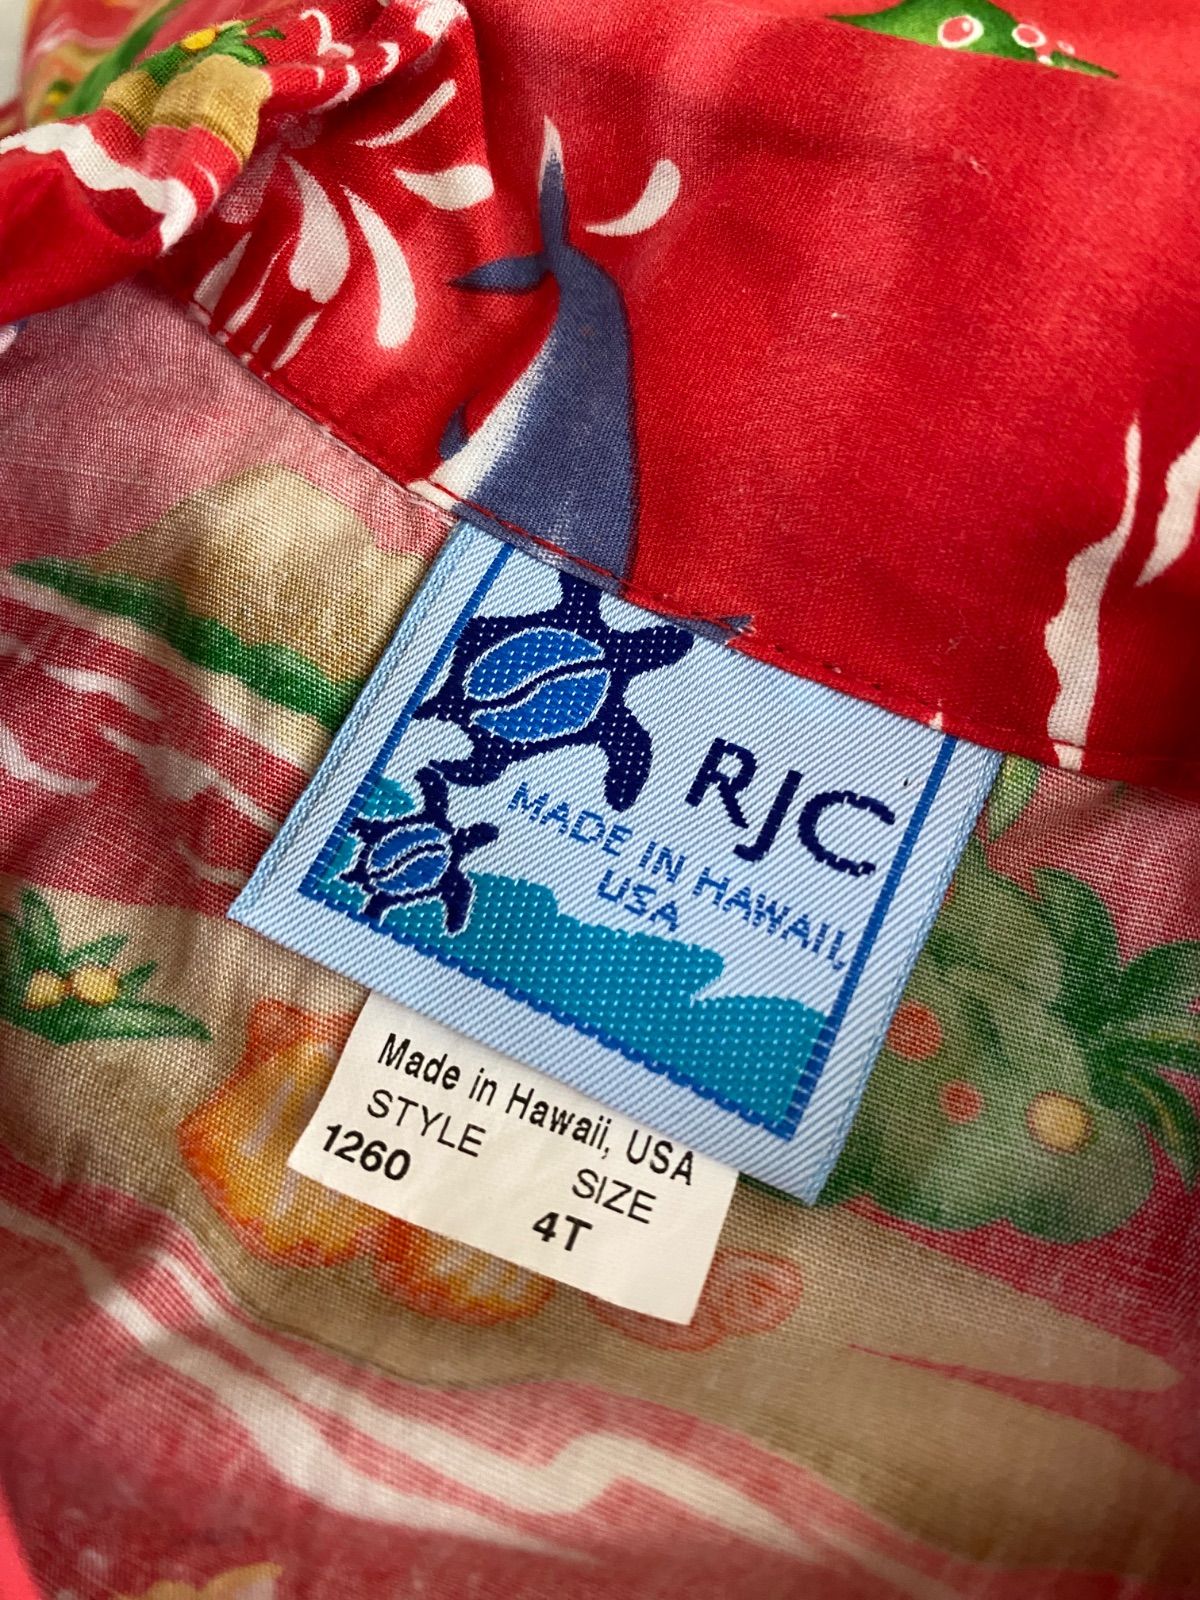 RJC
MADE IN HAWAII,
USA
Made in Hawaii, USA
STYLE SIZE
1260 4T